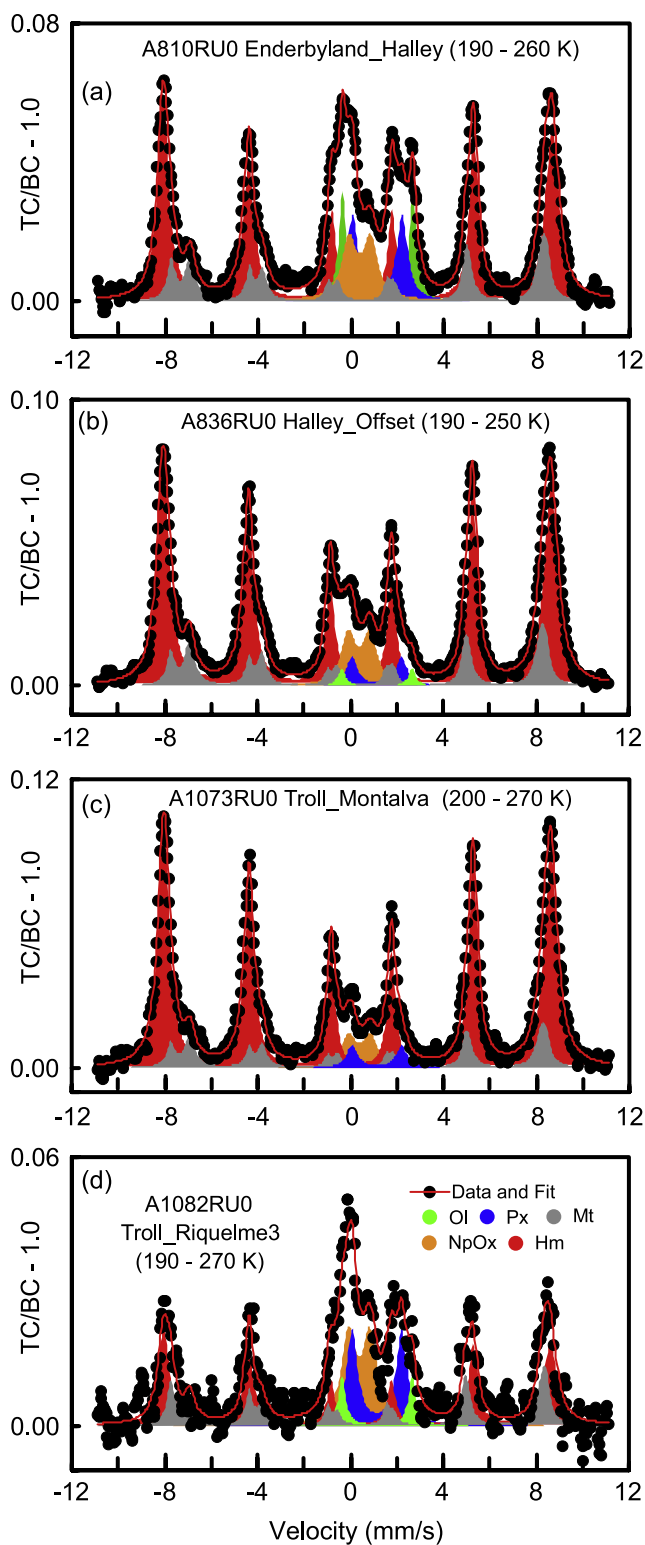 0.08
A810RU0 Enderbyland_Halley (190 - 260 K)
(a)
TC/BC - 1.0
0.00
-12 -8 -4 0 4 8 12
0.10
(b) A836RU0 Halley_Offset (190 - 250 K)
TC/BC - 1.0
0.00
-12 -8 -4 0 4 8 12
0.12
(c) A1073RU0 Troll_Montalva (200 - 270 K)
TC/BC - 1.0
0.00
-12 -8 -4 0 4 8 12
0.06
(d)
A1082RU0
Troll_Riquelme3
(190 - 270 K)
Data and Fit
Ol Px Mt
NpOx Hm
TC/BC - 1.0
0.00
-12 -8 -4 0 4 8 12
Velocity (mm/s)